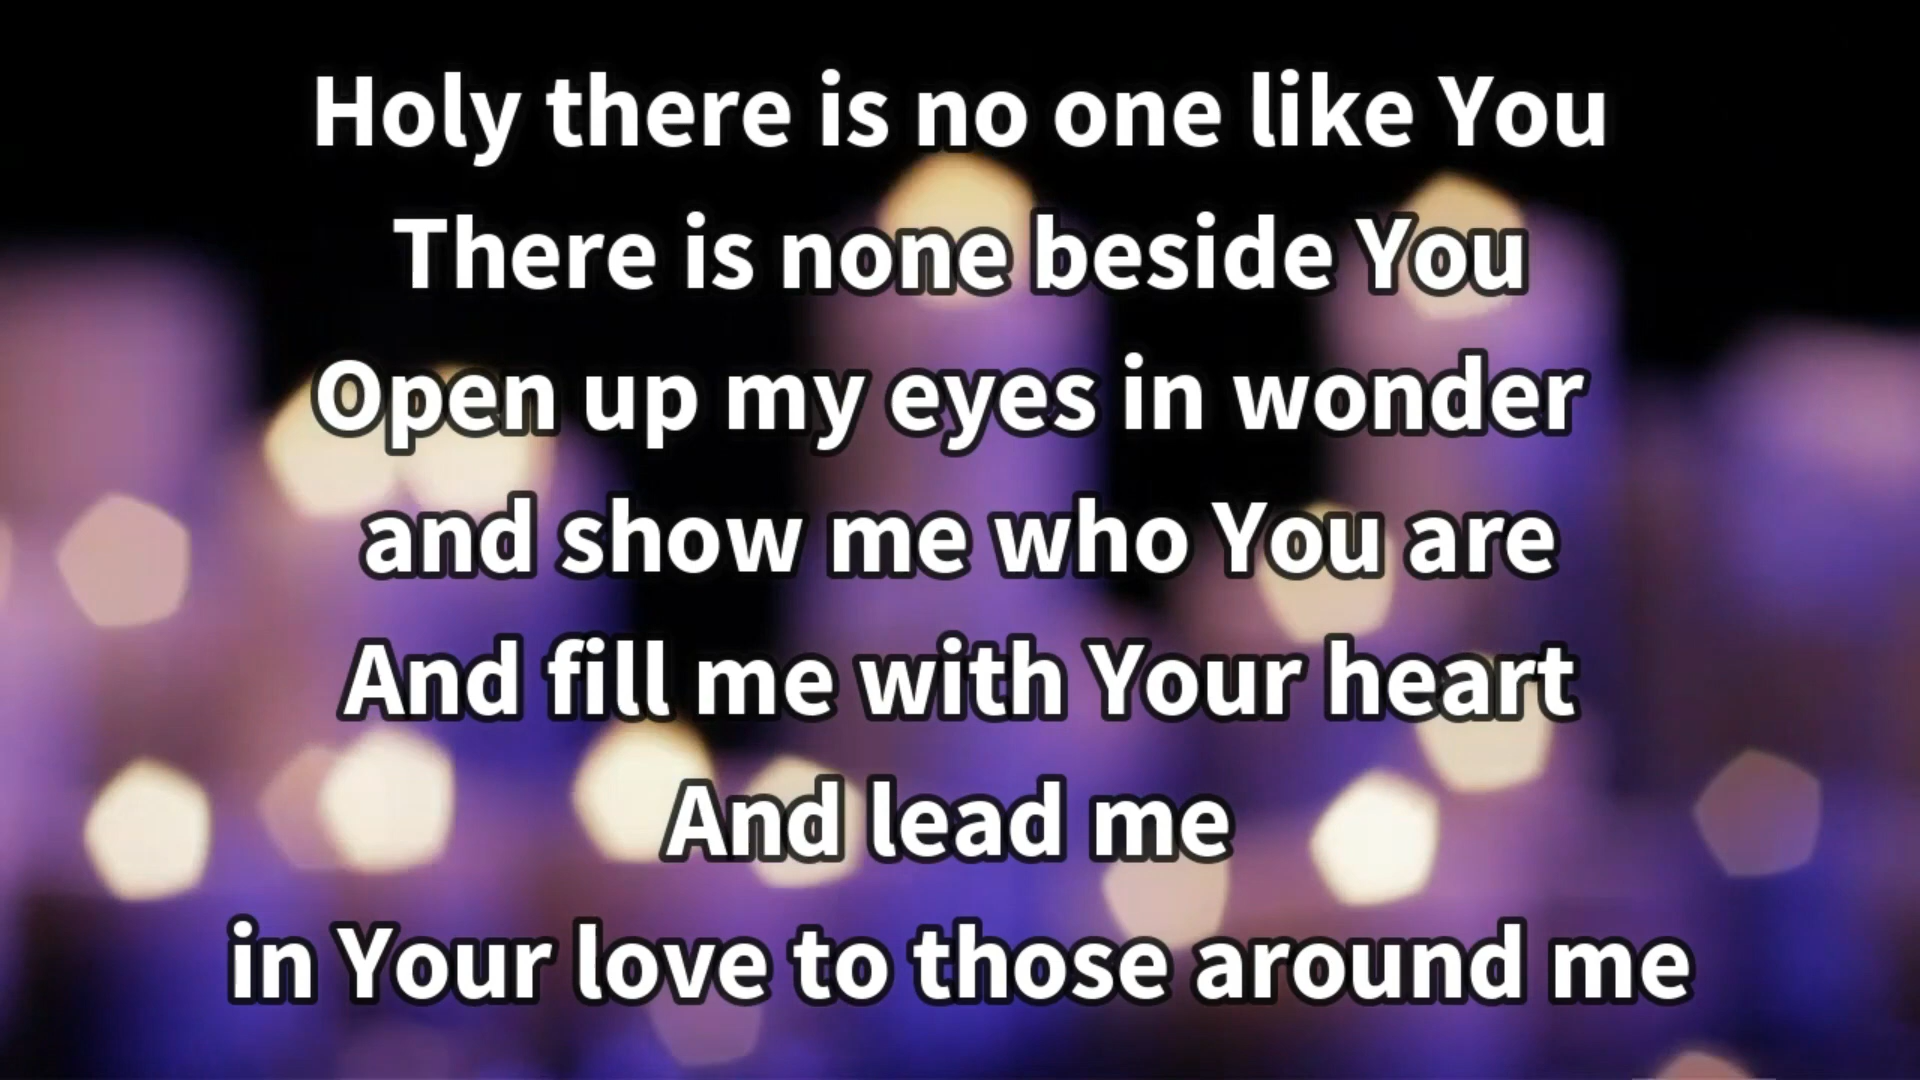 Holy there is no one like You
There is none beside You
Open up my eyes in wonder
and show me who You are
And fill me with Your heart
And lead me
in Your love to those around me